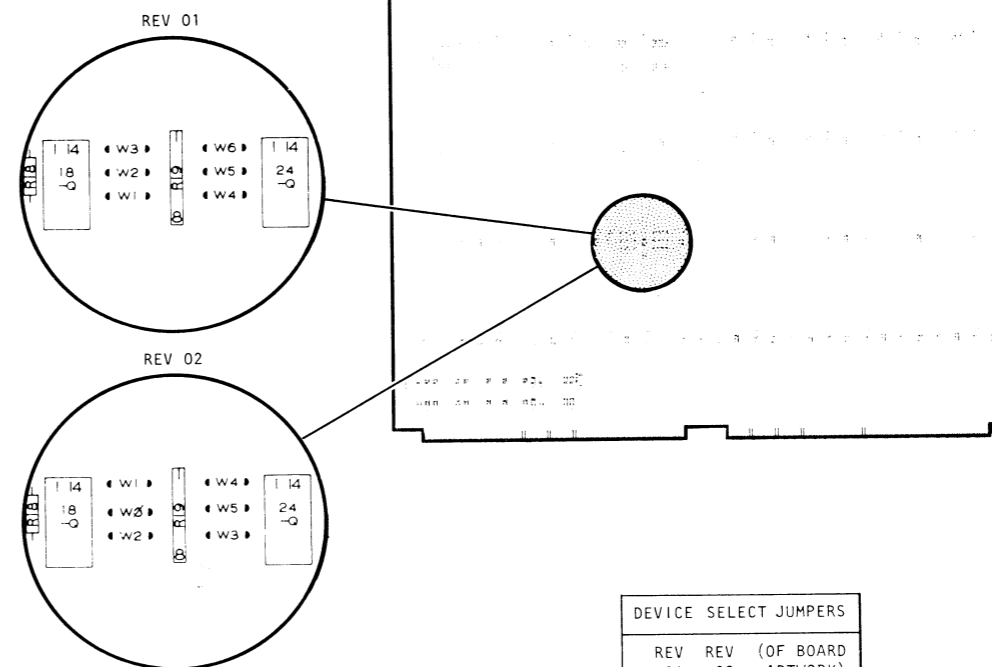 REV 01
1 14
W3
W6
1 14
18
W2
R19
W5
24
R18
W1
W4
8
REV 02
1 14
W1
W4
1 14
18
WØ
R19
W5
24
R18
W2
W3
8
DEVICE SELECT JUMPERS
REV REV (OF BOARD